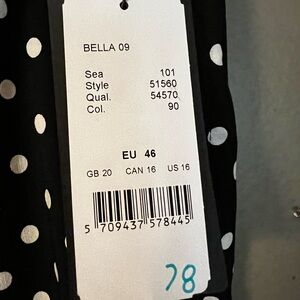 BELLA 09
Sea 101
Style 51560
Qual. 54570
Col. 90
EU 46
GB 20 CAN 16 US 16
5 709437 578445
78